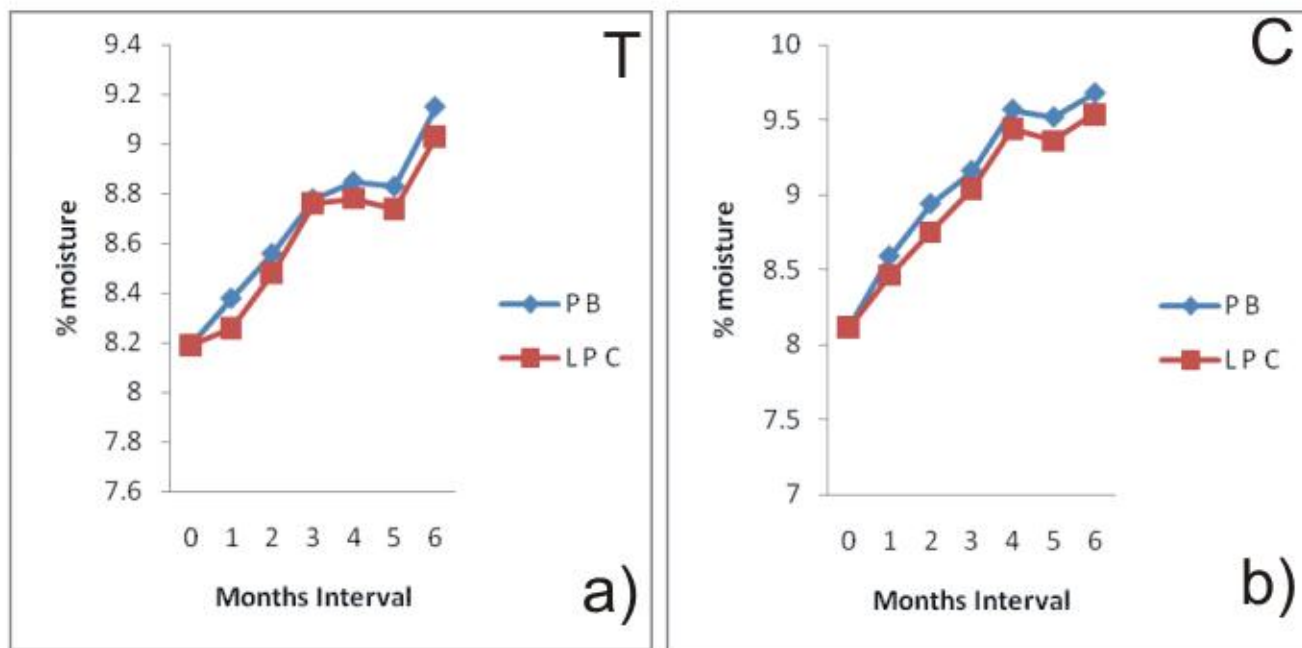 T
9.4
9.2
9
8.8
8.6
8.4
8.2
8
7.8
7.6
% moisture
0 1 2 3 4 5 6
Months Interval
P B
L P C
a)
C
10
9.5
9
8.5
8
7.5
7
% moisture
0 1 2 3 4 5 6
Months Interval
P B
L P C
b)